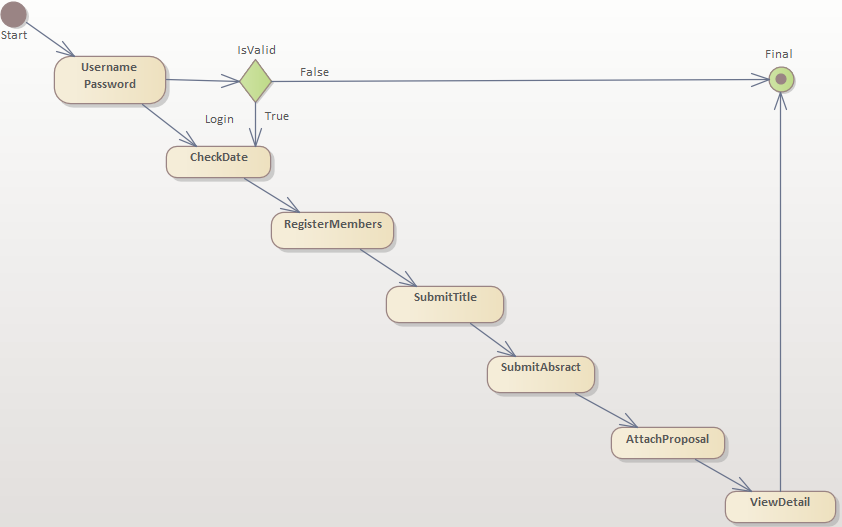 Start
Username
Password
IsValid
False
Final
Login
True
CheckDate
RegisterMembers
SubmitTitle
SubmitAbsract
AttachProposal
ViewDetail